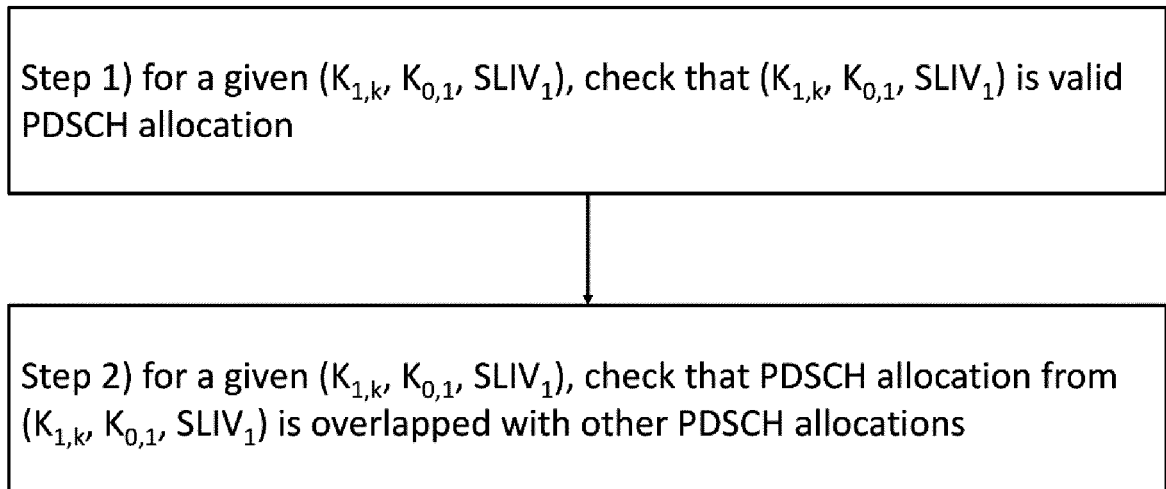 Step 1) for a given (K₁,ₖ, K₀,₁, SLIV₁), check that (K₁,ₖ, K₀,₁, SLIV₁) is valid
PDSCH allocation
Step 2) for a given (K₁,ₖ, K₀,₁, SLIV₁), check that PDSCH allocation from
(K₁,ₖ, K₀,₁, SLIV₁) is overlapped with other PDSCH allocations